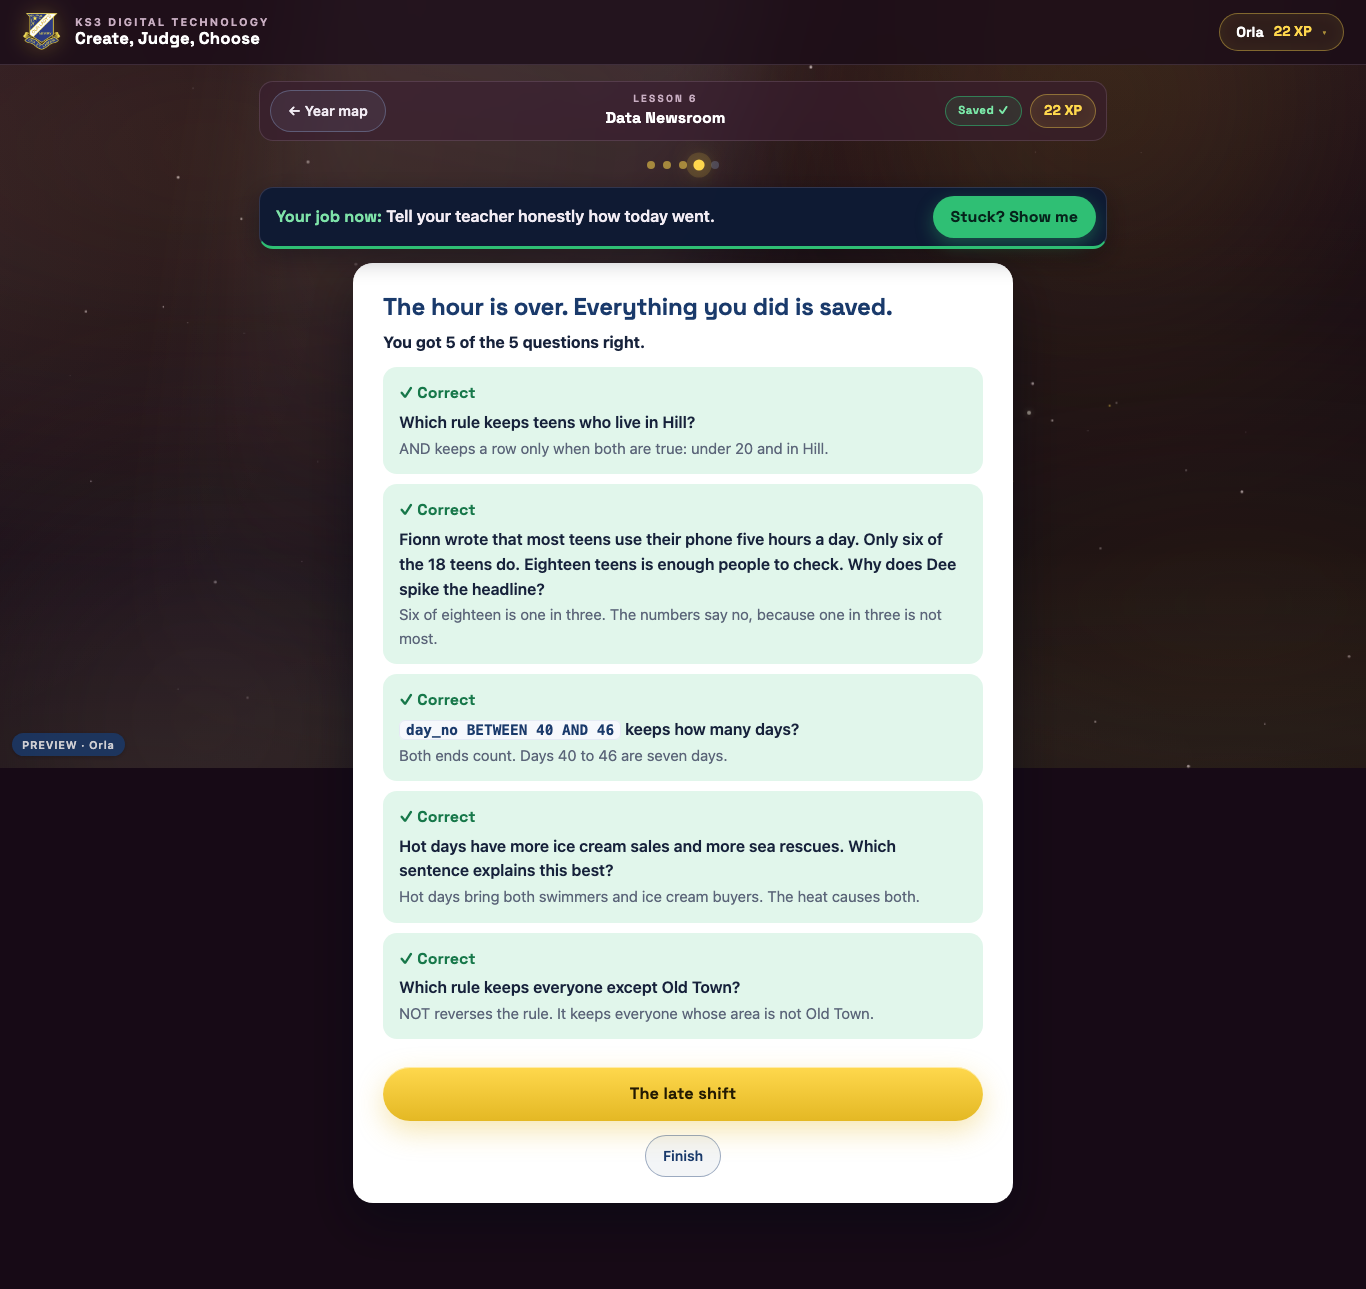 KS3 DIGITAL TECHNOLOGY
Create, Judge, Choose
Orla 22 XP
← Year map
LESSON 6
Data Newsroom
Saved ✓
22 XP
Your job now: Tell your teacher honestly how today went.
Stuck? Show me
The hour is over. Everything you did is saved.
You got 5 of the 5 questions right.
✓ Correct
Which rule keeps teens who live in Hill?
AND keeps a row only when both are true: under 20 and in Hill.
✓ Correct
Fionn wrote that most teens use their phone five hours a day. Only six of
the 18 teens do. Eighteen teens is enough people to check. Why does Dee
spike the headline?
Six of eighteen is one in three. The numbers say no, because one in three is not
most.
✓ Correct
day_no BETWEEN 40 AND 46 keeps how many days?
Both ends count. Days 40 to 46 are seven days.
✓ Correct
Hot days have more ice cream sales and more sea rescues. Which
sentence explains this best?
Hot days bring both swimmers and ice cream buyers. The heat causes both.
✓ Correct
Which rule keeps everyone except Old Town?
NOT reverses the rule. It keeps everyone whose area is not Old Town.
The late shift
Finish
PREVIEW · Orla